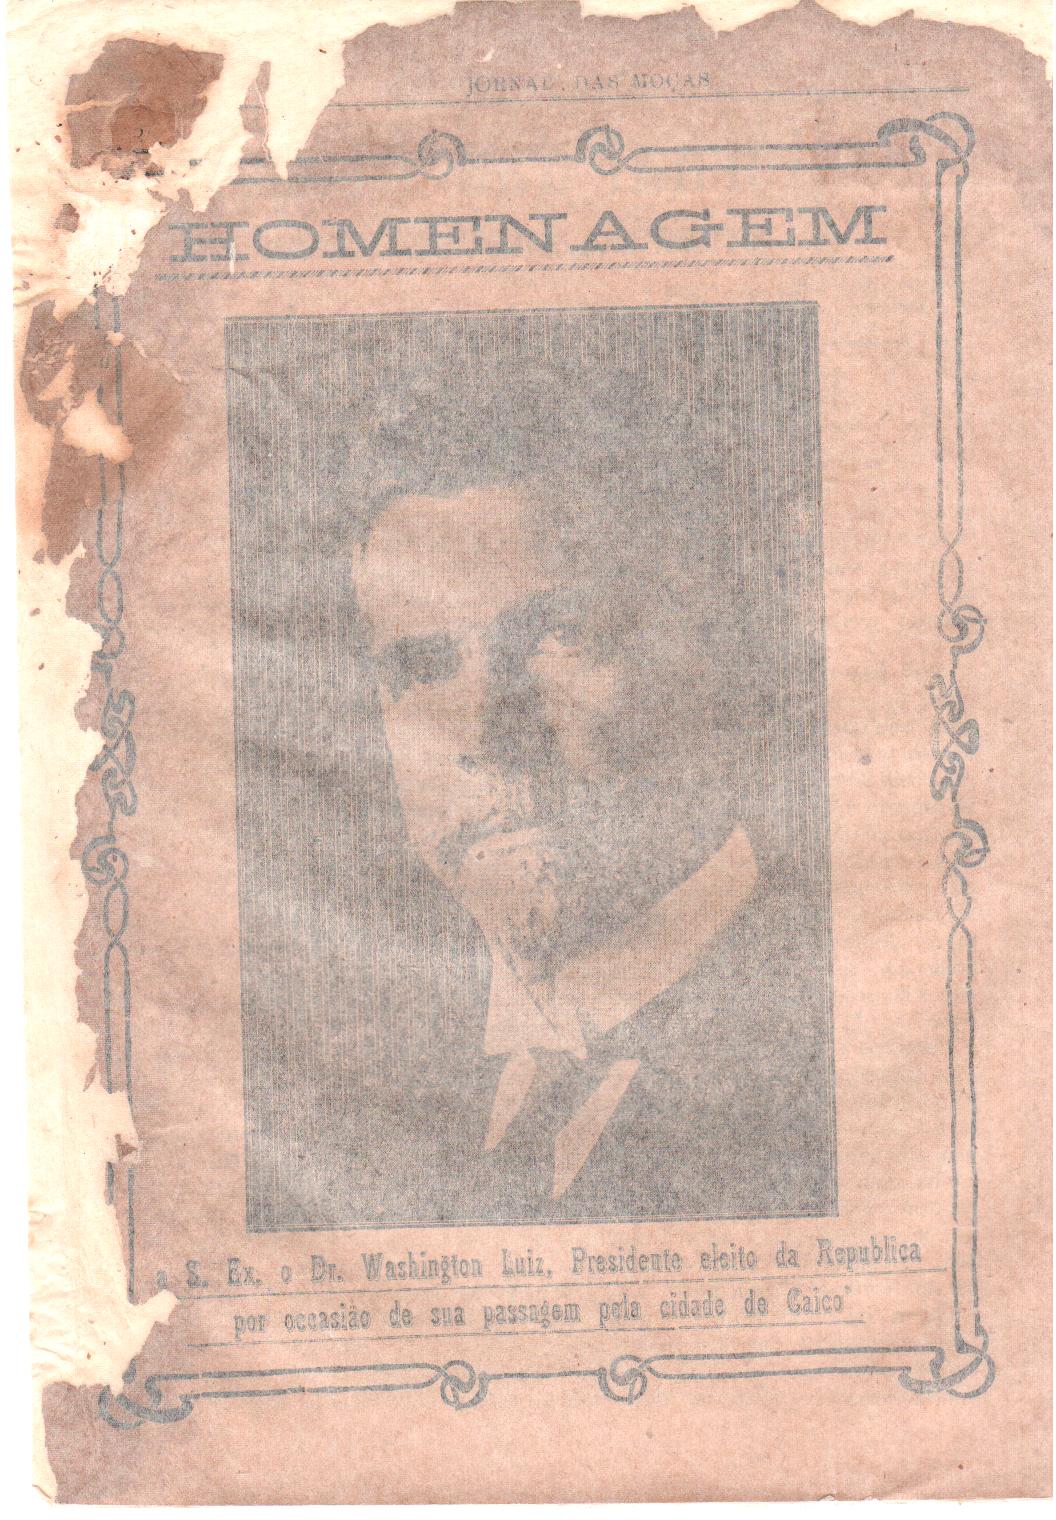 JORNAL DAS MOÇAS
HOMENAGEM
a S. Ex. o Dr. Washington Luiz, Presidente eleito da Republica
por occasião de sua passagem pela cidade de Caicó